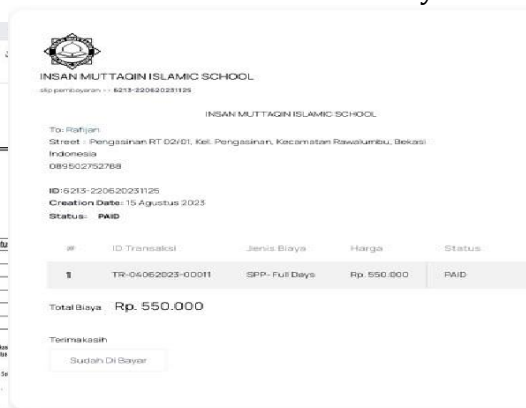 INSAN MUTTAQIN ISLAMIC SCHOOL
slip pembayaran -- 6213-220620231125
INSAN MUTTAQIN ISLAMIC SCHOOL
To: Rafijan
Street : Pengasinan RT 02/01, Kel. Pengasinan, Kecamatan Rawalumbu, Bekasi
Indonesia
089502752768
ID:6213-220620231125
Creation Date: 15 Agustus 2023
Status: PAID
# ID Transaksi Jenis Biaya Harga Status
1 TR-04062023-00011 SPP- Full Days Rp. 550.000 PAID
Total Biaya Rp. 550.000
Terimakasih
Sudah Di Bayar